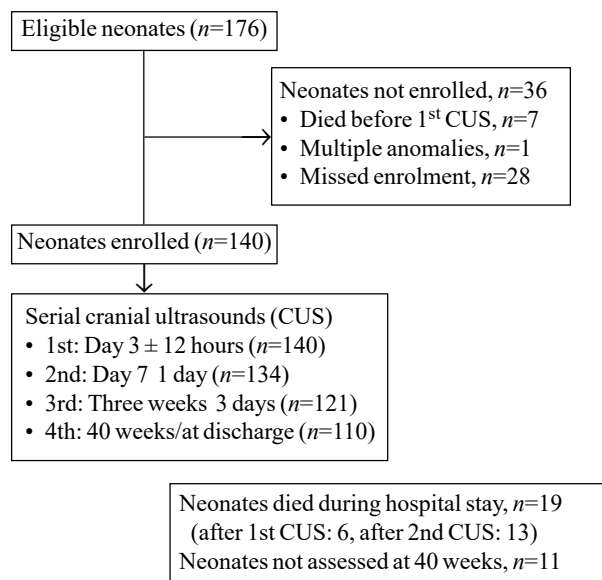 Eligible neonates (n=176)
Neonates not enrolled, n=36
• Died before 1st CUS, n=7
• Multiple anomalies, n=1
• Missed enrolment, n=28
Neonates enrolled (n=140)
Serial cranial ultrasounds (CUS)
• 1st: Day 3 ± 12 hours (n=140)
• 2nd: Day 7 1 day (n=134)
• 3rd: Three weeks 3 days (n=121)
• 4th: 40 weeks/at discharge (n=110)
Neonates died during hospital stay, n=19
(after 1st CUS: 6, after 2nd CUS: 13)
Neonates not assessed at 40 weeks, n=11